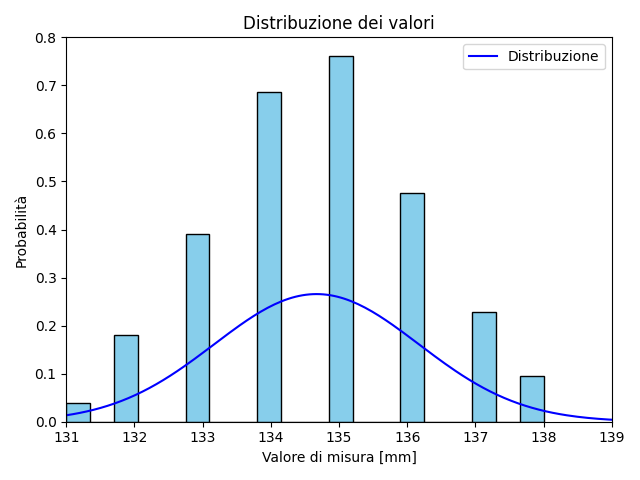 Distribuzione dei valori
Distribuzione
0.8
0.7
0.6
0.5
0.4
0.3
0.2
0.1
0.0
Probabilità
131 132 133 134 135 136 137 138 139
Valore di misura [mm]